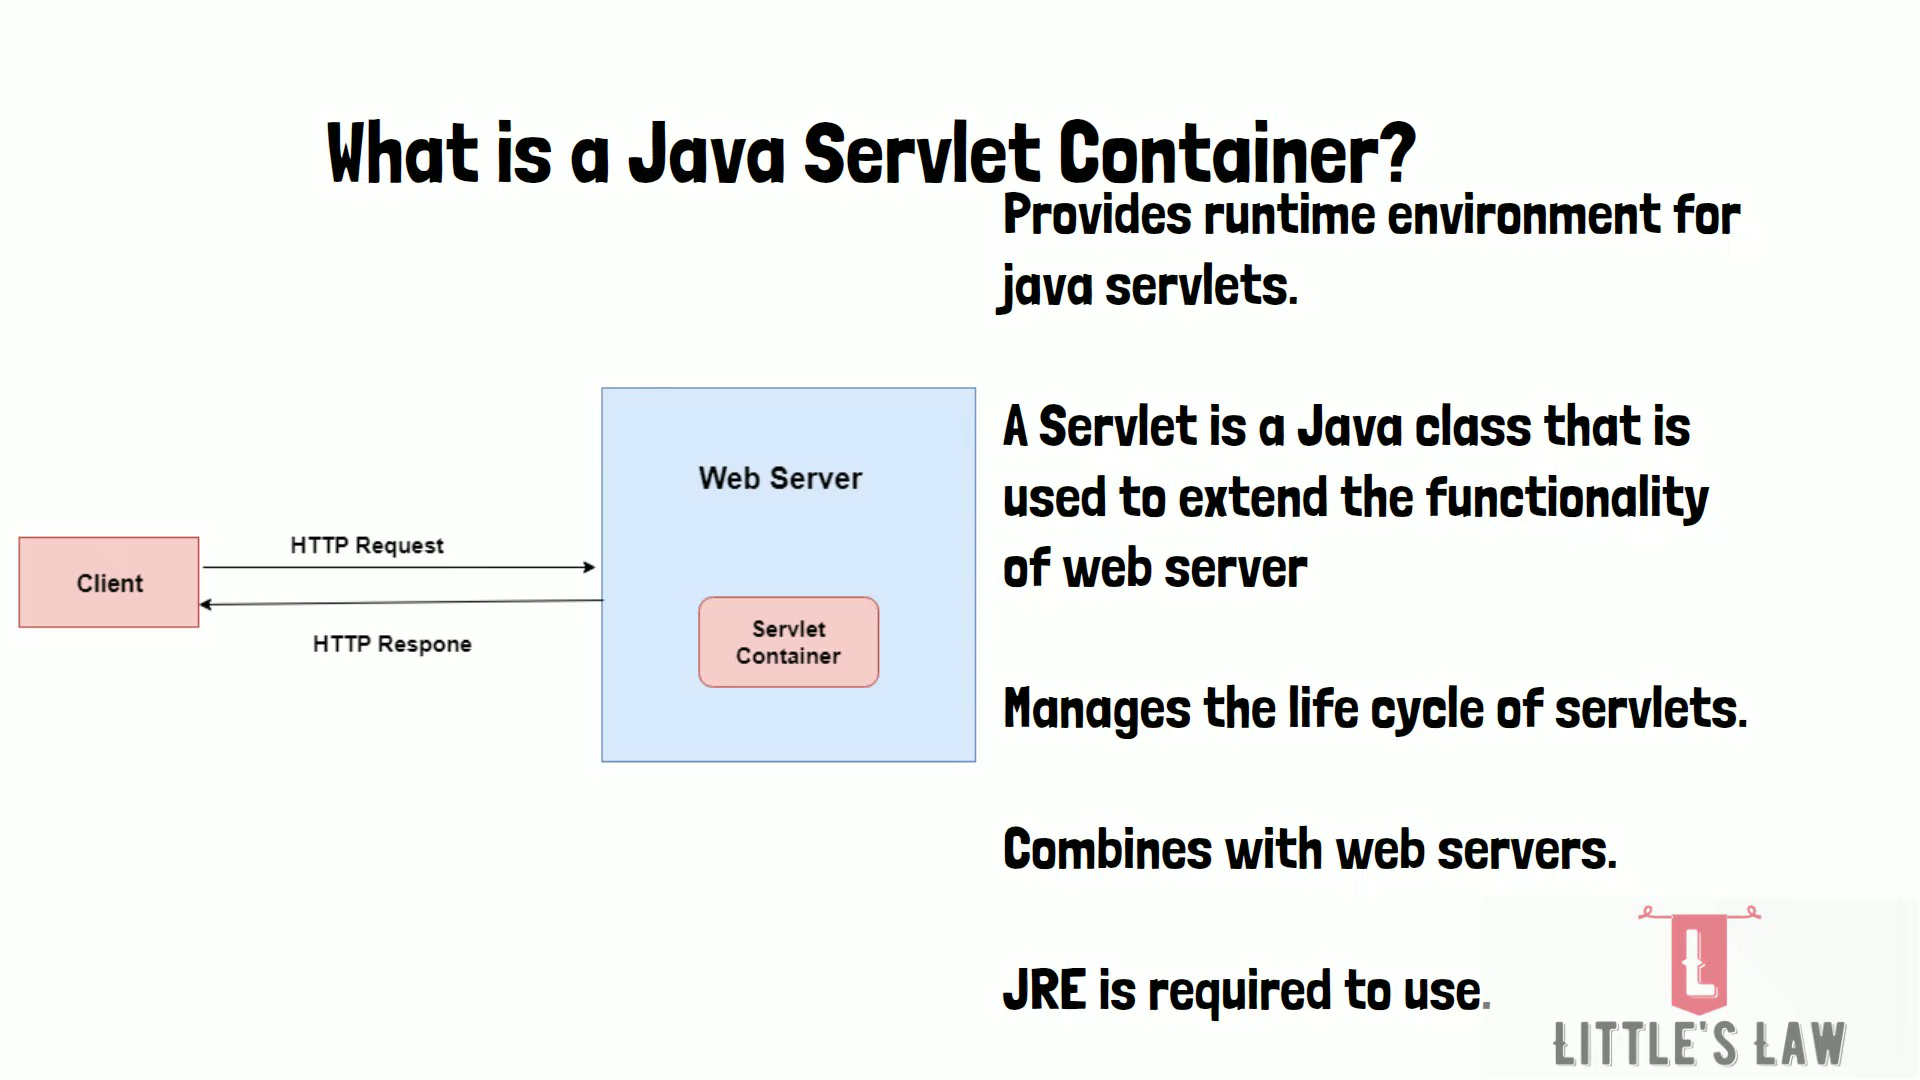 What is a Java Servlet Container?
Provides runtime environment for
java servlets.
A Servlet is a Java class that is
used to extend the functionality
of web server
Manages the life cycle of servlets.
Combines with web servers.
JRE is required to use.
Web Server
HTTP Request
Client
HTTP Respone
Servlet
Container
L
LITTLE'S LAW